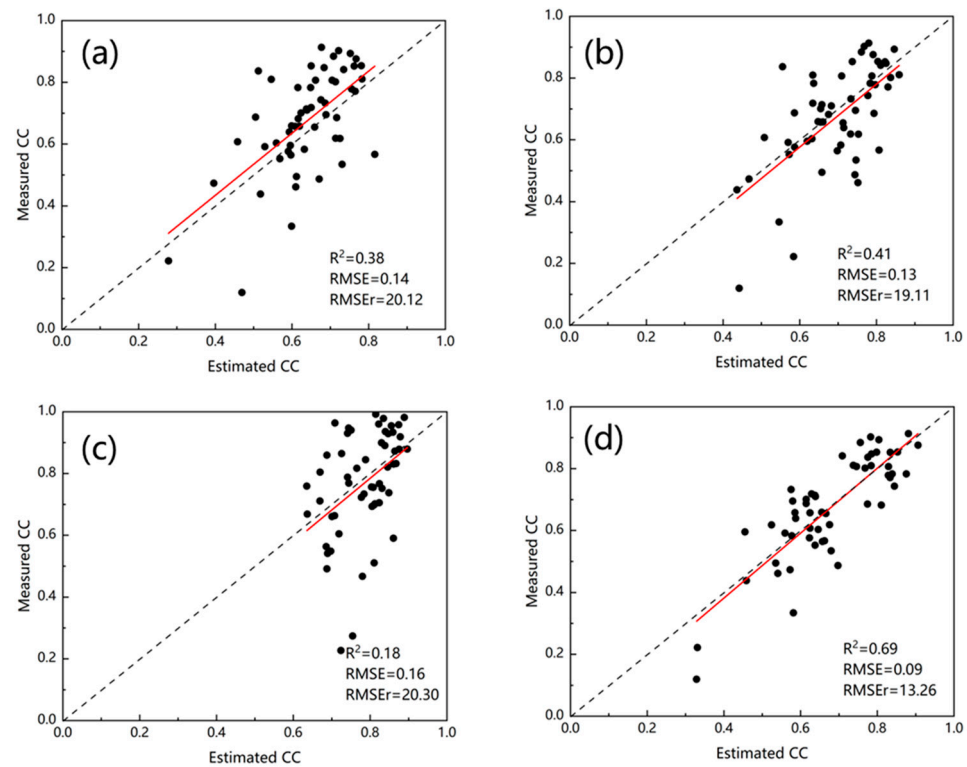 (a)
1.0
0.8
0.6
0.4
0.2
0.0
Measured CC
R²=0.38
RMSE=0.14
RMSEr=20.12
0.0 0.2 0.4 0.6 0.8 1.0
Estimated CC
(b)
1.0
0.8
0.6
0.4
0.2
0.0
Measured CC
R²=0.41
RMSE=0.13
RMSEr=19.11
0.0 0.2 0.4 0.6 0.8 1.0
Estimated CC
(c)
1.0
0.8
0.6
0.4
0.2
0.0
Measured CC
R²=0.18
RMSE=0.16
RMSEr=20.30
0.0 0.2 0.4 0.6 0.8 1.0
Estimated CC
(d)
1.0
0.8
0.6
0.4
0.2
0.0
Measured CC
R²=0.69
RMSE=0.09
RMSEr=13.26
0.0 0.2 0.4 0.6 0.8 1.0
Estimated CC